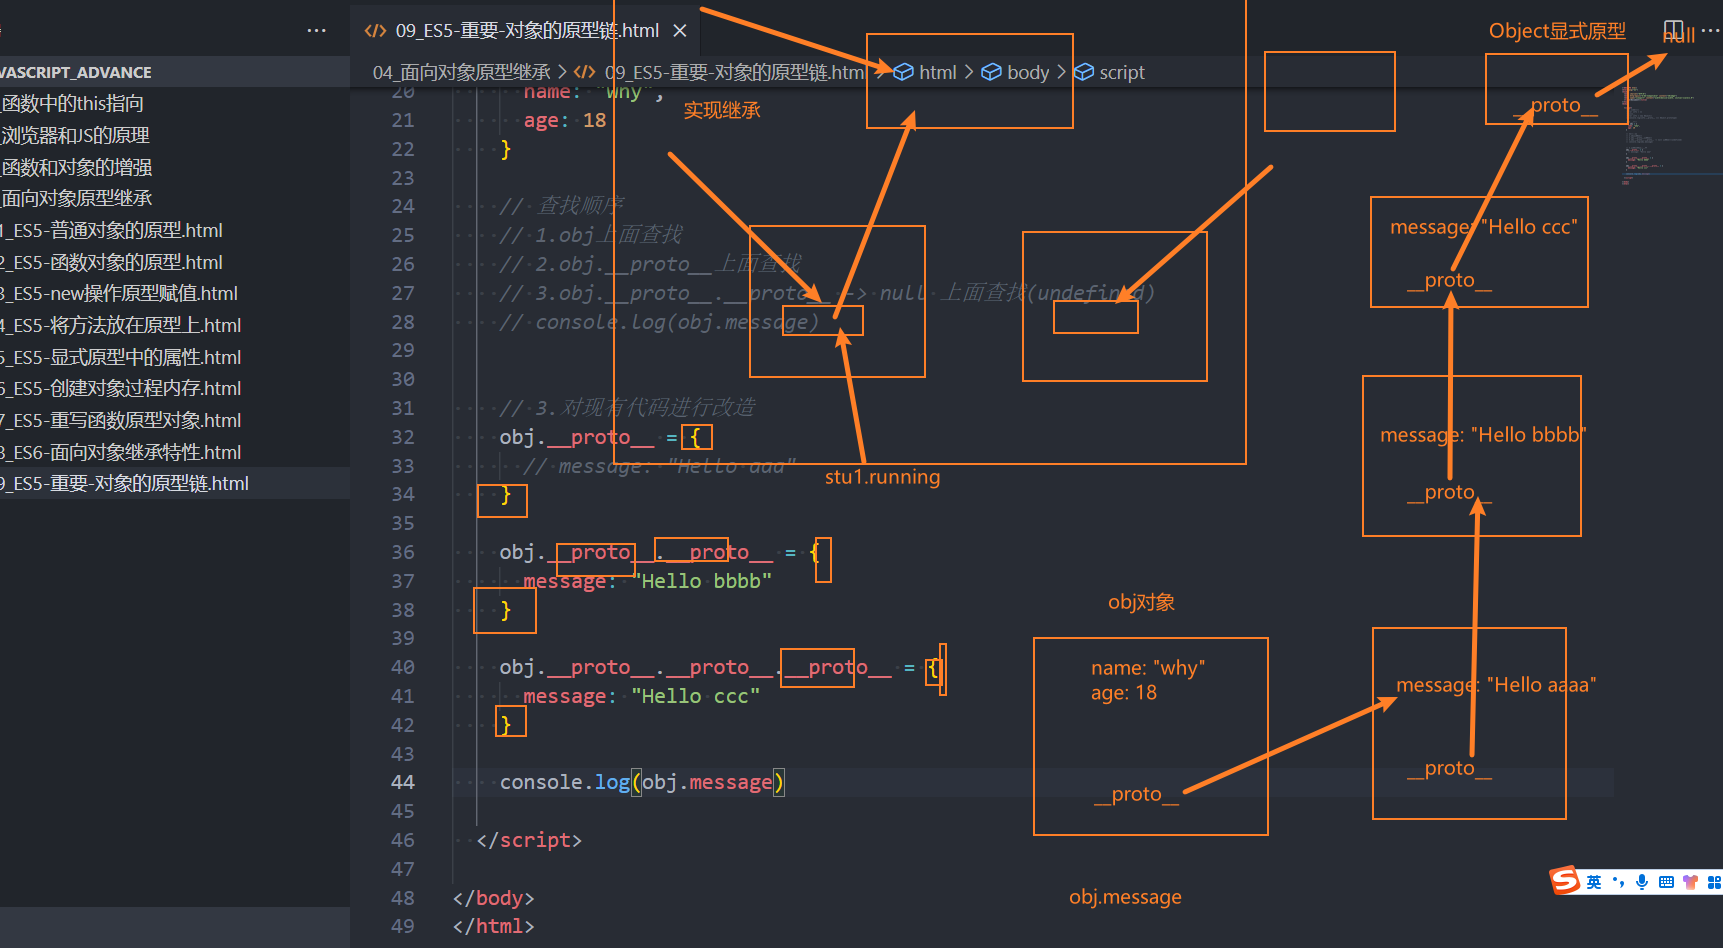 09_ES5-重要-对象的原型链.html
Object显式原型
null
VASCRIPT_ADVANCE
04_面向对象原型继承 > 09_ES5-重要-对象的原型链.html > html > body > script
_函数中的this指向
_浏览器和JS的原理
_函数和对象的增强
_面向对象原型继承
1_ES5-普通对象的原型.html
2_ES5-函数对象的原型.html
3_ES5-new操作原型赋值.html
4_ES5-将方法放在原型上.html
5_ES5-显式原型中的属性.html
6_ES5-创建对象过程内存.html
7_ES5-重写函数原型对象.html
8_ES6-面向对象继承特性.html
9_ES5-重要-对象的原型链.html
20 name: "why",
21 age: 18
22 }
23
24 // 查找顺序
25 // 1.obj上面查找
26 // 2.obj.__proto__上面查找
27 // 3.obj.__proto__.__proto__ -> null 上面查找(undefined)
28 // console.log(obj.message)
29
30
31 // 3.对现有代码进行改造
32 obj.__proto__ = {
33 // message: "Hello aaa"
34 }
35
36 obj.__proto__.__proto__ = {
37 message: "Hello bbbb"
38 }
39
40 obj.__proto__.__proto__.__proto__ = {
41 message: "Hello ccc"
42 }
43
44 console.log(obj.message)
45
46 </script>
47
48 </body>
49 </html>
实现继承
stu1.running
__proto__
message: "Hello ccc"
__proto__
message: "Hello bbbb"
__proto__
obj对象
name: "why"
age: 18
__proto__
message: "Hello aaaa"
__proto__
obj.message
英